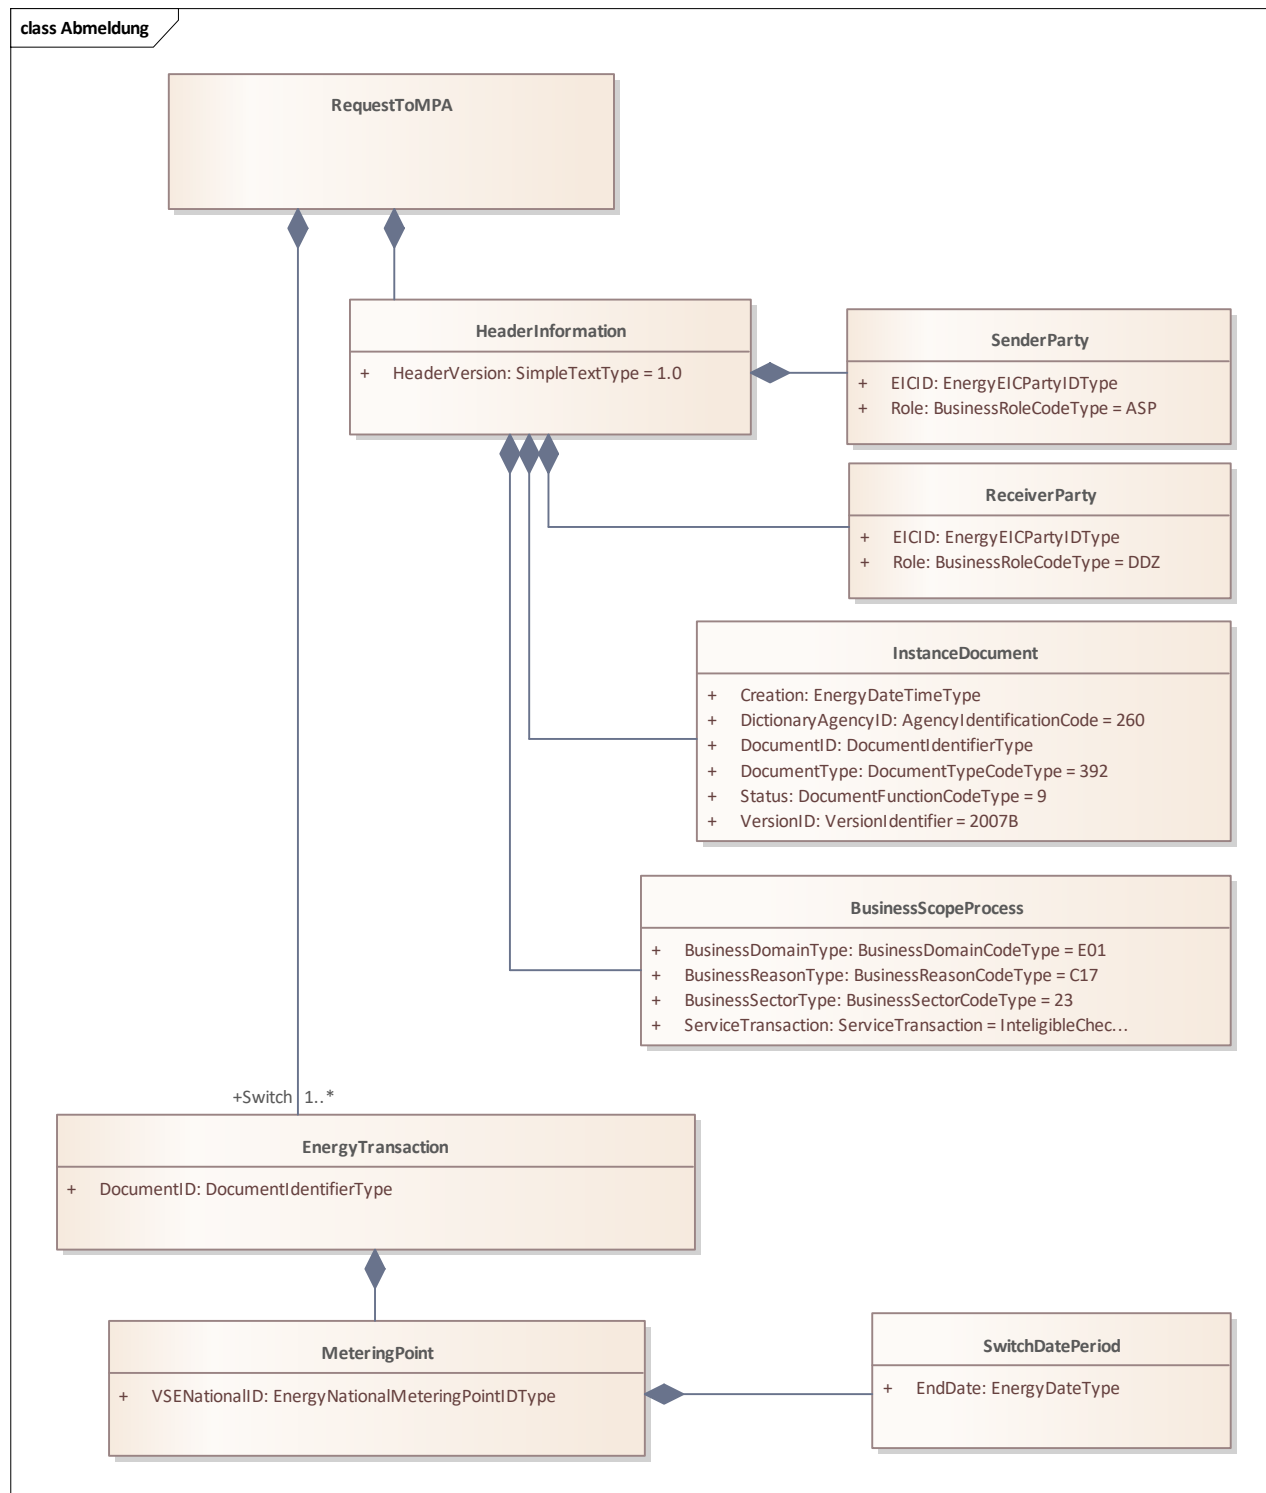 class Abmeldung
RequestToMPA
HeaderInformation
+ HeaderVersion: SimpleTextType = 1.0
SenderParty
+ EICID: EnergyEICPartyIDType
+ Role: BusinessRoleCodeType = ASP
ReceiverParty
+ EICID: EnergyEICPartyIDType
+ Role: BusinessRoleCodeType = DDZ
InstanceDocument
+ Creation: EnergyDateTimeType
+ DictionaryAgencyID: AgencyIdentificationCode = 260
+ DocumentID: DocumentIdentifierType
+ DocumentType: DocumentTypeCodeType = 392
+ Status: DocumentFunctionCodeType = 9
+ VersionID: VersionIdentifier = 2007B
BusinessScopeProcess
+ BusinessDomainType: BusinessDomainCodeType = E01
+ BusinessReasonType: BusinessReasonCodeType = C17
+ BusinessSectorType: BusinessSectorCodeType = 23
+ ServiceTransaction: ServiceTransaction = InteligibleChec...
+Switch 1..*
EnergyTransaction
+ DocumentID: DocumentIdentifierType
MeteringPoint
+ VSENationalID: EnergyNationalMeteringPointIDType
SwitchDatePeriod
+ EndDate: EnergyDateType